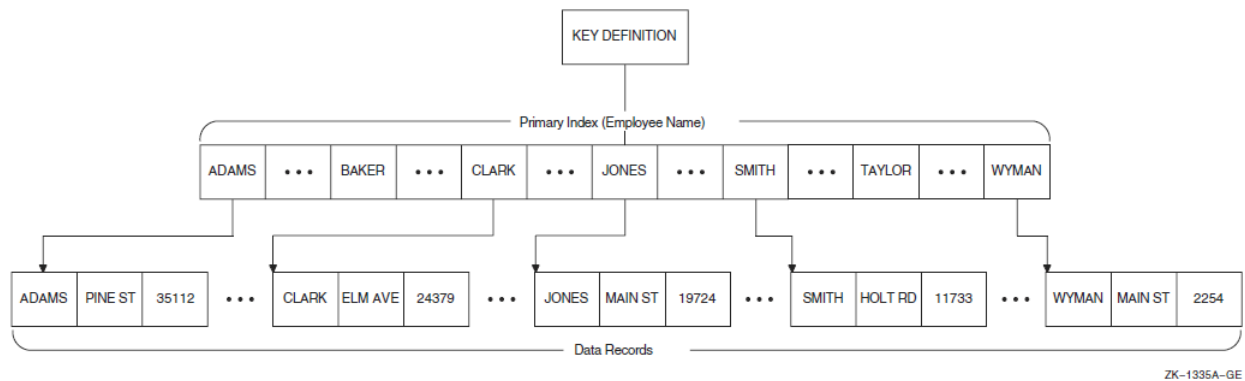 KEY DEFINITION
Primary Index (Employee Name)
ADAMS ••• BAKER ••• CLARK ••• JONES ••• SMITH ••• TAYLOR ••• WYMAN
ADAMS PINE ST 35112 ••• CLARK ELM AVE 24379 ••• JONES MAIN ST 19724 ••• SMITH HOLT RD 11733 ••• WYMAN MAIN ST 2254
Data Records
ZK–1335A–GE